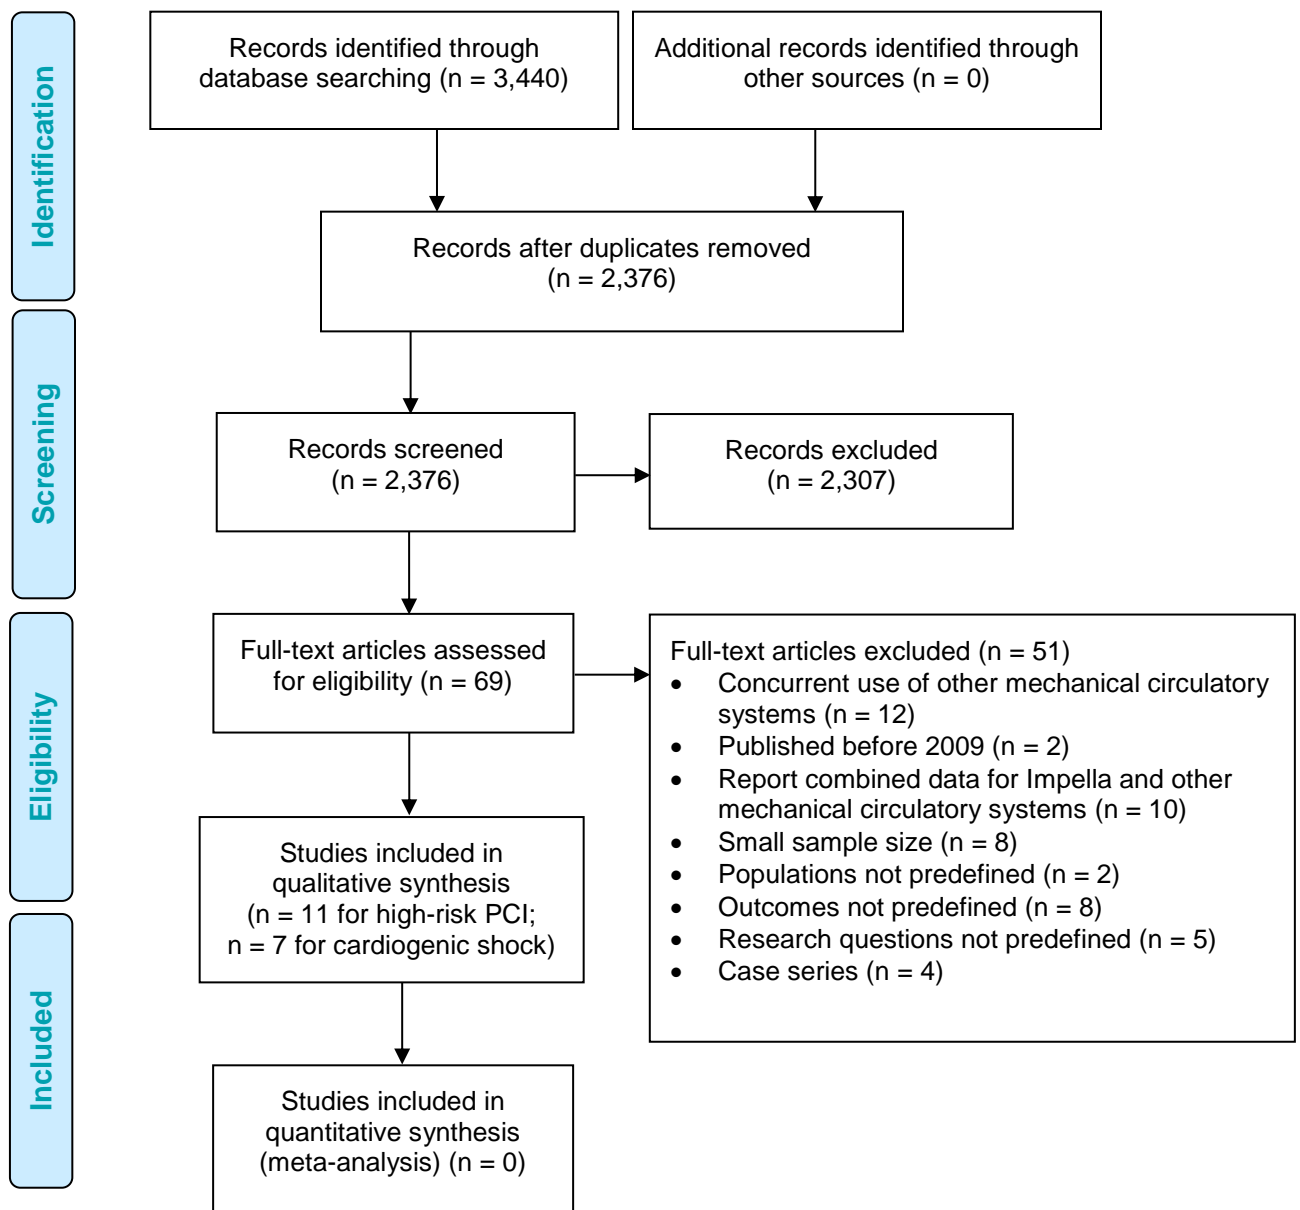 Identification
Records identified through
database searching (n = 3,440)
Additional records identified through
other sources (n = 0)
Records after duplicates removed
(n = 2,376)
Screening
Records screened
(n = 2,376)
Records excluded
(n = 2,307)
Eligibility
Full-text articles assessed
for eligibility (n = 69)
Full-text articles excluded (n = 51)
• Concurrent use of other mechanical circulatory
systems (n = 12)
• Published before 2009 (n = 2)
• Report combined data for Impella and other
mechanical circulatory systems (n = 10)
• Small sample size (n = 8)
• Populations not predefined (n = 2)
• Outcomes not predefined (n = 8)
• Research questions not predefined (n = 5)
• Case series (n = 4)
Studies included in
qualitative synthesis
(n = 11 for high-risk PCI;
n = 7 for cardiogenic shock)
Included
Studies included in
quantitative synthesis
(meta-analysis) (n = 0)